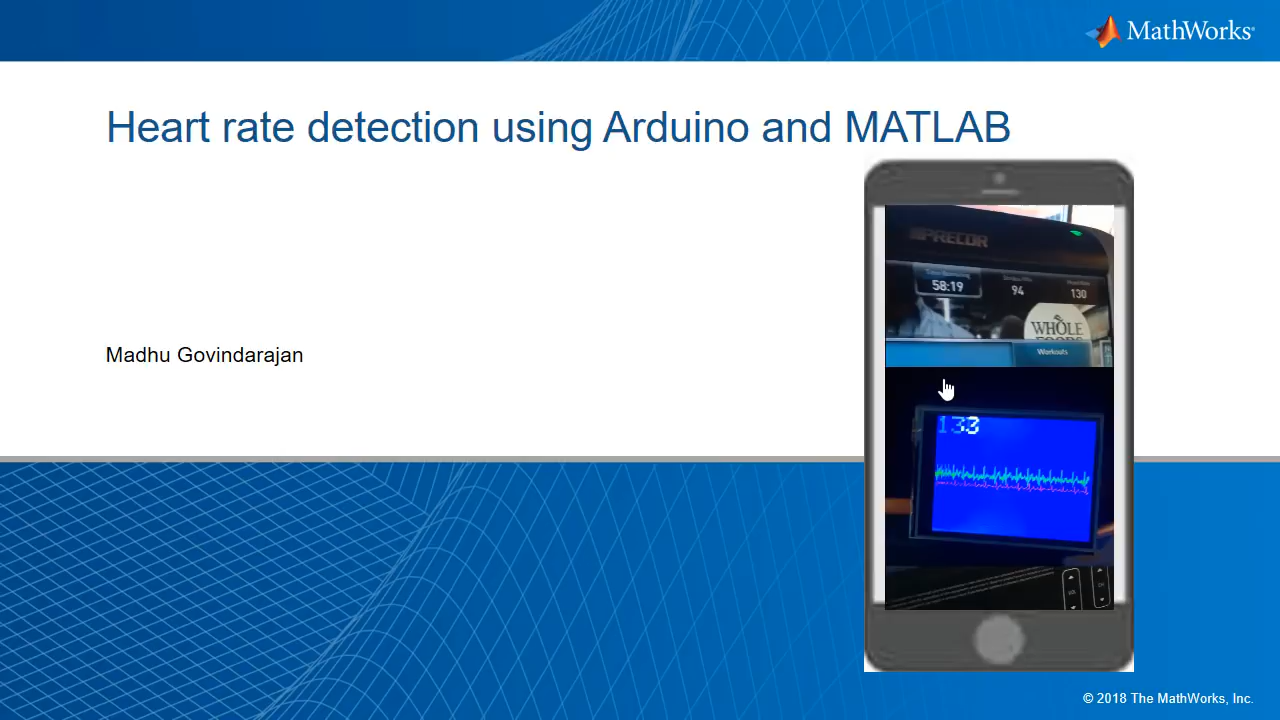 MathWorks®
Heart rate detection using Arduino and MATLAB
PRECOR
58:19
94
130
WHOLE
FOODS
Workouts
Madhu Govindarajan
133
© 2018 The MathWorks, Inc.